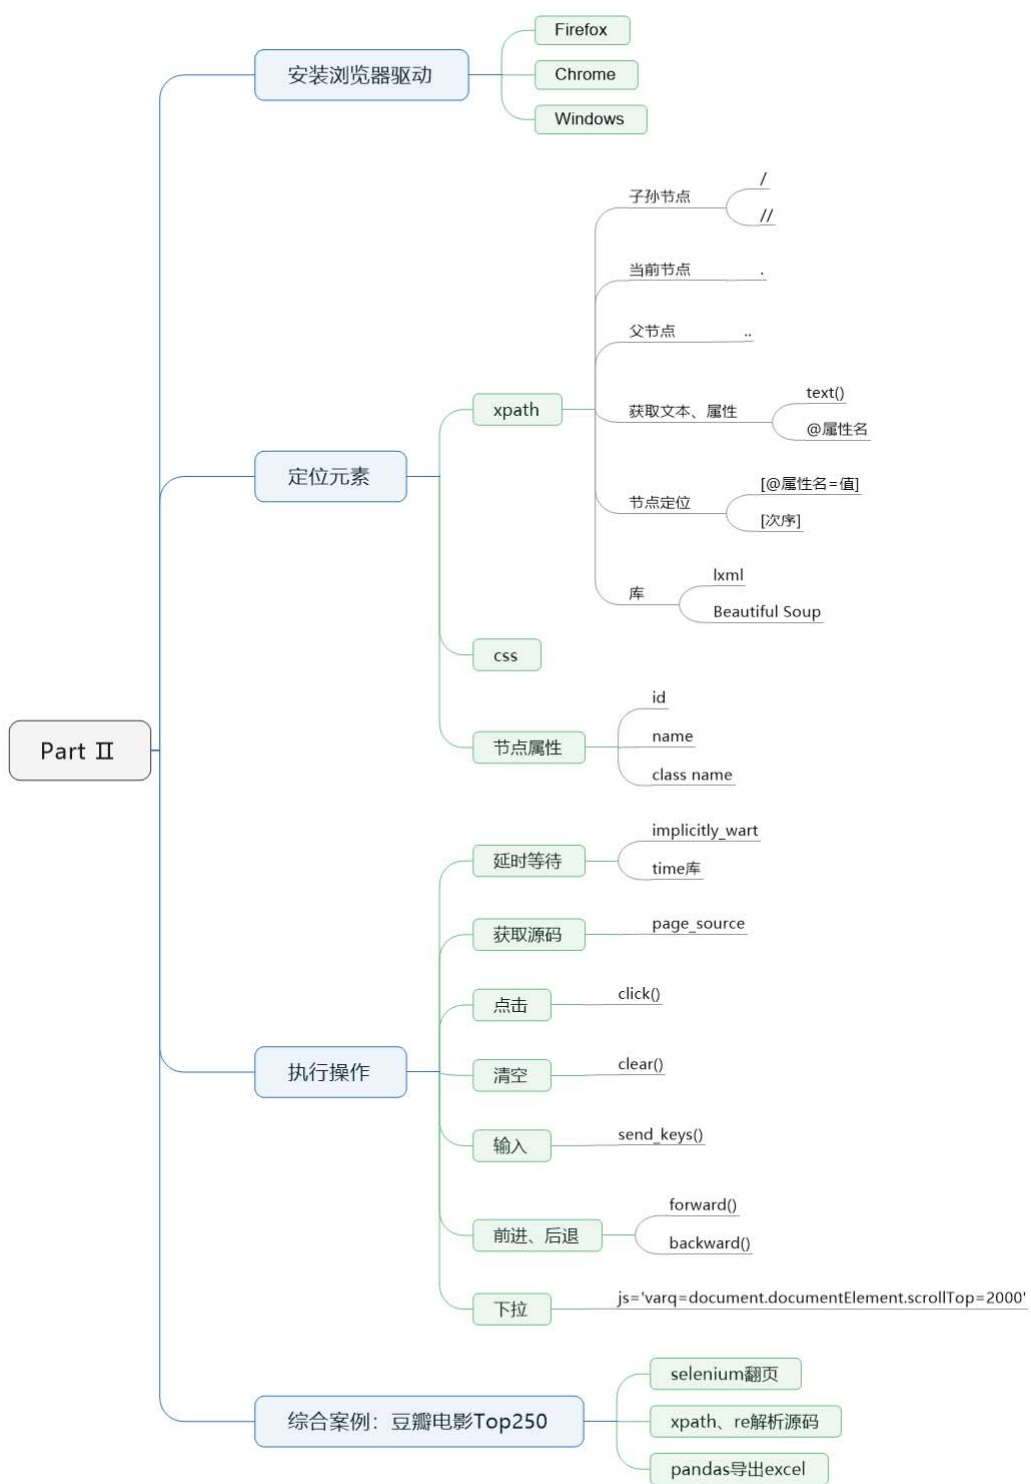 Part Ⅱ
安装浏览器驱动
Firefox
Chrome
Windows
定位元素
xpath
子孙节点
/
//
当前节点
.
父节点
..
获取文本、属性
text()
@属性名
节点定位
[@属性名=值]
[次序]
库
lxml
Beautiful Soup
css
节点属性
id
name
class name
执行操作
延时等待
implicitly_wart
time库
获取源码
page_source
点击
click()
清空
clear()
输入
send_keys()
前进、后退
forward()
backward()
下拉
js='varq=document.documentElement.scrollTop=2000'
综合案例：豆瓣电影Top250
selenium翻页
xpath、re解析源码
pandas导出excel